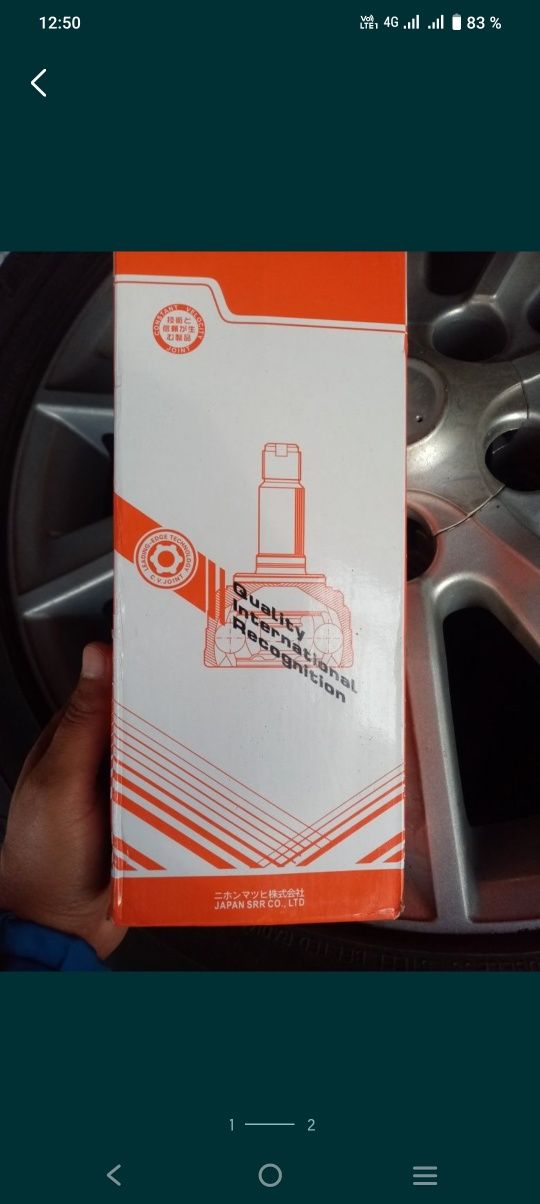 12:50
Vo)) LTE1 4G 83 %
CONSTANT VELOCITY JOINT
技術と
信頼が生
む製品
LEADING-EDGE TECHNOLOGY
C.V.JOINT
Quality
International
Recognition
ニホンマツヒ株式会社
JAPAN SRR CO., LTD
1 2